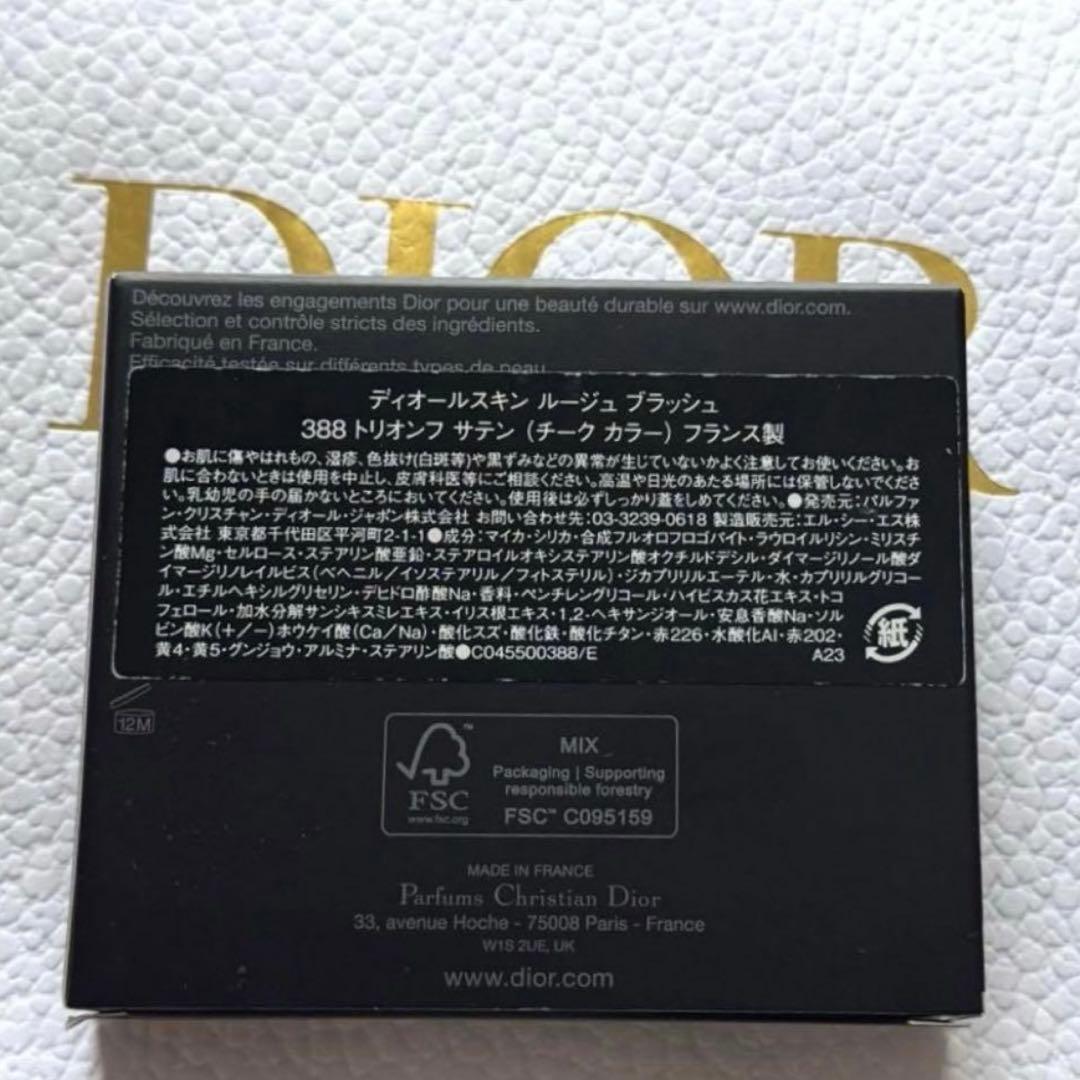 DIOR
Découvrez les engagements Dior pour une beauté durable sur www.dior.com.
Sélection et contrôle stricts des ingrédients.
Fabriqué en France.
Efficacité testée sur différents types de peau
ディオールスキン ルージュ ブラッシュ
388 トリオンフ サテン (チーク カラー) フランス製
●お肌に傷やはれもの、湿疹、色抜け(白斑等)や黒ずみなどの異常が生じていないかよく注意してお使いください。お
肌に合わないときは使用を中止し、皮膚科医等にご相談ください。高温や日光のあたる場所には保管しないでくださ
い。乳幼児の手の届かないところにおいてください。使用後は必ずしっかり蓋をしめてください。●発売元:パルファ
ン・クリスチャン・ディオール・ジャポン株式会社 お問い合わせ先:03-3239-0618 製造販売元:エル・シー・エス株
式会社 東京都千代田区平河町2-1-1●成分:マイカ・シリカ・合成フルオロフロゴパイト・ラウロイルリシン・ミリスチ
ン酸Mg・セルロース・ステアリン酸亜鉛・ステアロイルオキシステアリン酸オクチルドデシル・ダイマージリノール酸ダ
イマージリノレイルビス(ベヘニル/イソステアリル/フィトステリル)・ジカプリリルエーテル・水・カプリリルグリコー
ル・エチルヘキシルグリセリン・デヒドロ酢酸Na・香料・ペンチレングリコール・ハイビスカス花エキス・トコ
フェロール・加水分解サンシキスミレエキス・イリス根エキス・1,2-ヘキサンジオール・安息香酸Na・ソル
ビン酸K(+/-)ホウケイ酸(Ca/Na)・酸化スズ・酸化鉄・酸化チタン・赤226・水酸化Al・赤202・
黄4・黄5・グンジョウ・アルミナ・ステアリン酸●C045500388/E
A23
紙
12M
FSC™
www.fsc.org
MIX
Packaging | Supporting
responsible forestry
FSC™ C095159
MADE IN FRANCE
Parfums Christian Dior
33, avenue Hoche - 75008 Paris - France
W1S 2UE, UK
www.dior.com